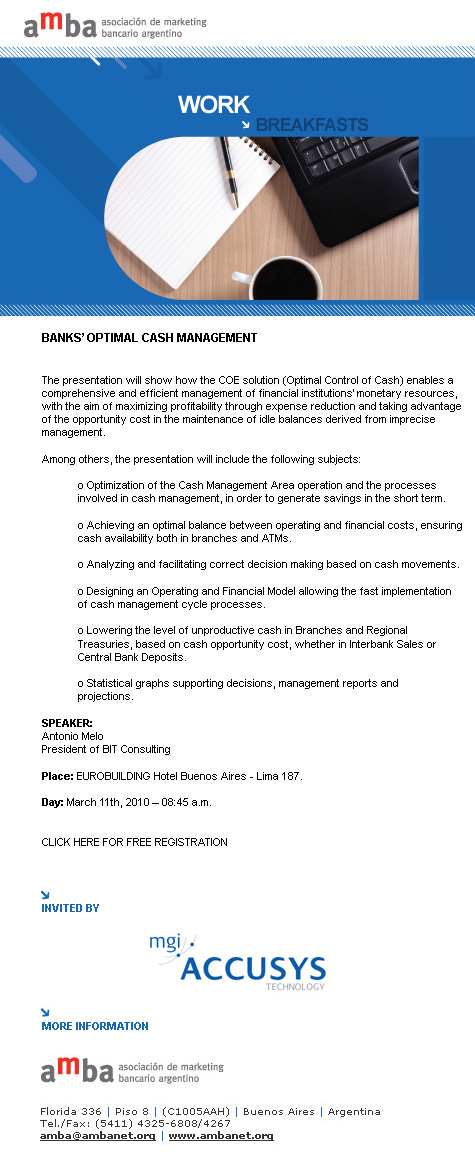 amba asociación de marketing
bancario argentino
WORK
BREAKFASTS
BANKS' OPTIMAL CASH MANAGEMENT
The presentation will show how the COE solution (Optimal Control of Cash) enables a
comprehensive and efficient management of financial institutions' monetary resources,
with the aim of maximizing profitability through expense reduction and taking advantage
of the opportunity cost in the maintenance of idle balances derived from imprecise
management.
Among others, the presentation will include the following subjects:
o Optimization of the Cash Management Area operation and the processes
involved in cash management, in order to generate savings in the short term.
o Achieving an optimal balance between operating and financial costs, ensuring
cash availability both in branches and ATMs.
o Analyzing and facilitating correct decision making based on cash movements.
o Designing an Operating and Financial Model allowing the fast implementation
of cash management cycle processes.
o Lowering the level of unproductive cash in Branches and Regional
Treasuries, based on cash opportunity cost, whether in Interbank Sales or
Central Bank Deposits.
o Statistical graphs supporting decisions, management reports and
projections.
SPEAKER:
Antonio Melo
President of BIT Consulting
Place: EUROBUILDING Hotel Buenos Aires - Lima 187.
Day: March 11th, 2010 – 08:45 a.m.
CLICK HERE FOR FREE REGISTRATION
INVITED BY
mgi
ACCUSYS
TECHNOLOGY
MORE INFORMATION
amba asociación de marketing
bancario argentino
Florida 336 | Piso 8 | (C1005AAH) | Buenos Aires | Argentina
Tel./Fax: (5411) 4325-6808/4267
amba@ambanet.org | www.ambanet.org